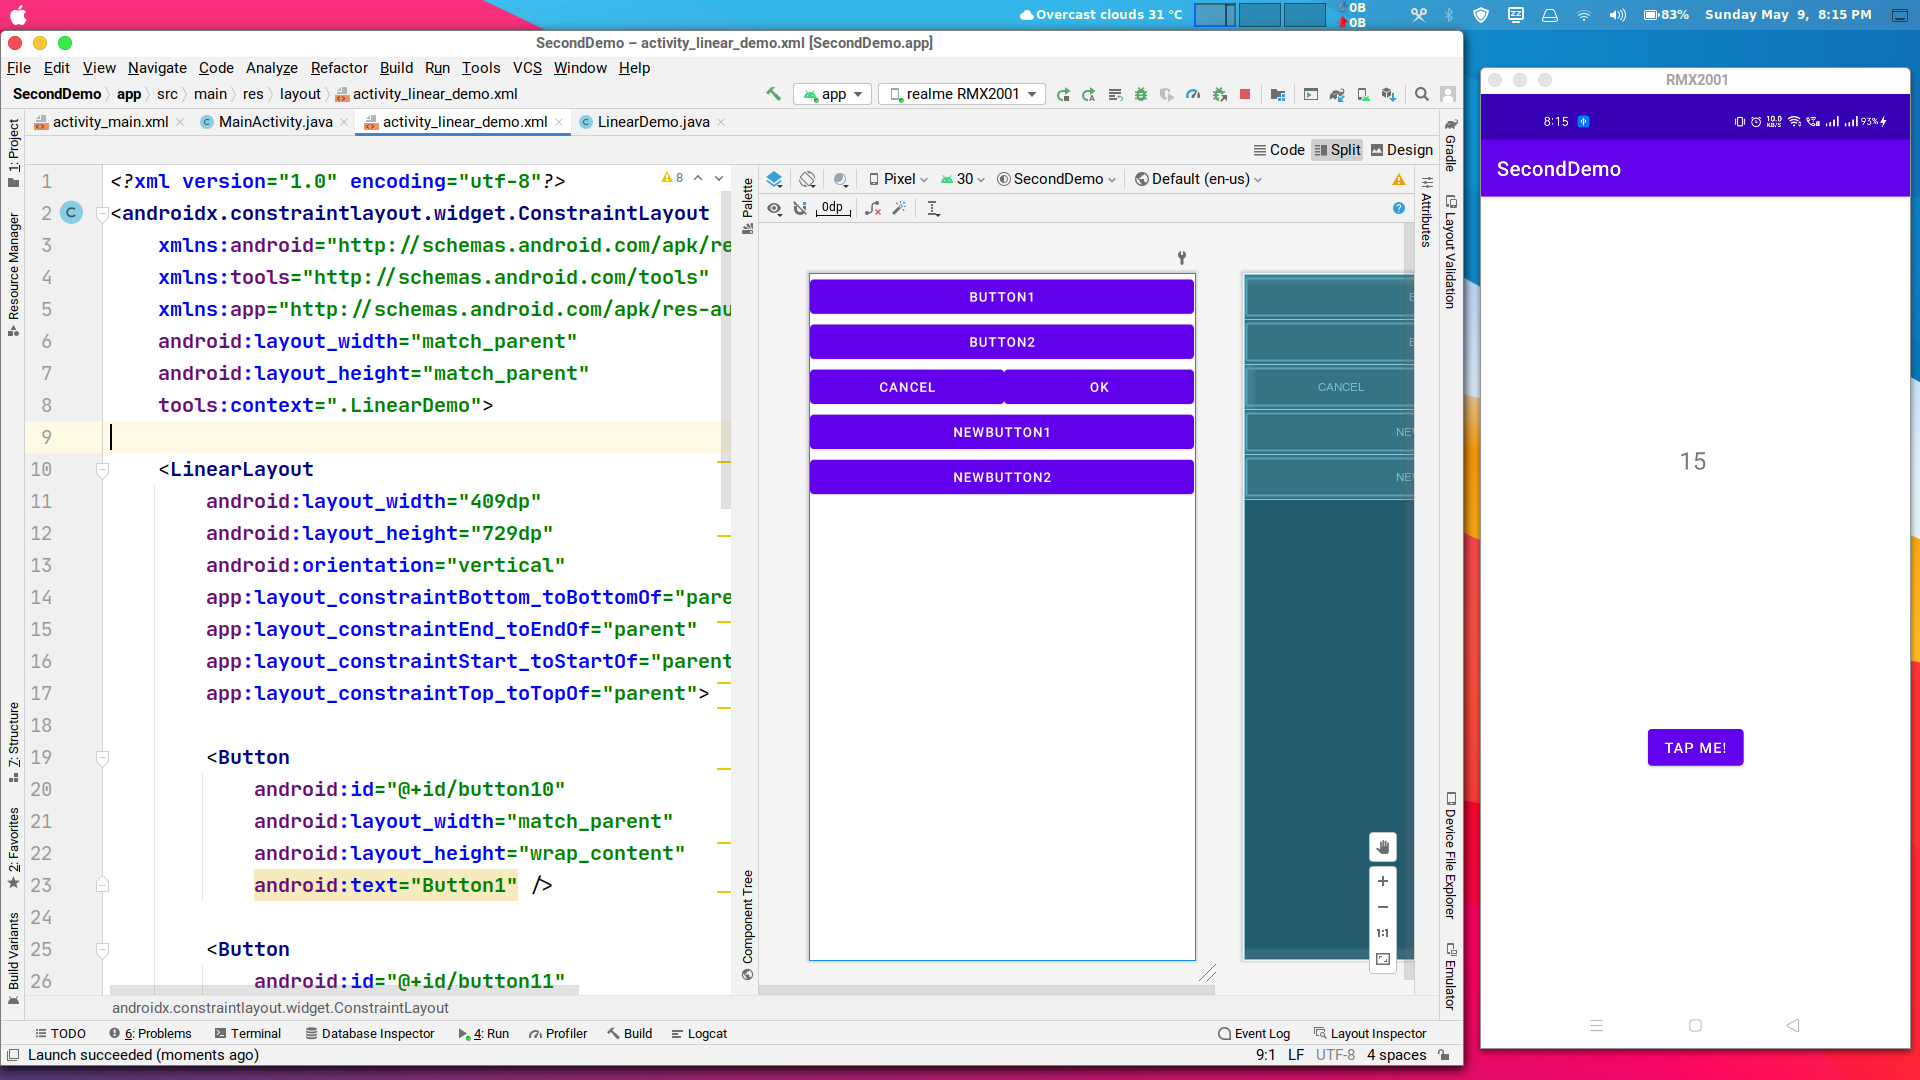 Overcast clouds 31 °C
0B
0B
83%
Sunday May 9, 8:15 PM
SecondDemo – activity_linear_demo.xml [SecondDemo.app]
File Edit View Navigate Code Analyze Refactor Build Run Tools VCS Window Help
SecondDemo app src main res layout activity_linear_demo.xml
app
realme RMX2001
activity_main.xml
MainActivity.java
activity_linear_demo.xml
LinearDemo.java
Code Split Design
1: Project
Resource Manager
7: Structure
2: Favorites
Build Variants
8
1 <?xml version="1.0" encoding="utf-8"?>
2 <androidx.constraintlayout.widget.ConstraintLayout
3 xmlns:android="http://schemas.android.com/apk/re
4 xmlns:tools="http://schemas.android.com/tools"
5 xmlns:app="http://schemas.android.com/apk/res-au
6 android:layout_width="match_parent"
7 android:layout_height="match_parent"
8 tools:context=".LinearDemo">
9
10 <LinearLayout
11 android:layout_width="409dp"
12 android:layout_height="729dp"
13 android:orientation="vertical"
14 app:layout_constraintBottom_toBottomOf="pare
15 app:layout_constraintEnd_toEndOf="parent"
16 app:layout_constraintStart_toStartOf="parent
17 app:layout_constraintTop_toTopOf="parent">
18
19 <Button
20 android:id="@+id/button10"
21 android:layout_width="match_parent"
22 android:layout_height="wrap_content"
23 android:text="Button1" />
24
25 <Button
26 android:id="@+id/button11"
Palette
Component Tree
Pixel
30
SecondDemo
Default (en-us)
0dp
BUTTON1
BUTTON2
CANCEL OK
NEWBUTTON1
NEWBUTTON2
B
B
CANCEL
NEW
NEW
1:1
Gradle
Attributes
Layout Validation
Device File Explorer
Emulator
androidx.constraintlayout.widget.ConstraintLayout
TODO
6: Problems
Terminal
Database Inspector
4: Run
Profiler
Build
Logcat
Event Log
Layout Inspector
Launch succeeded (moments ago)
9:1 LF UTF-8 4 spaces
RMX2001
8:15
10.0 KB/S
93%
SecondDemo
15
TAP ME!